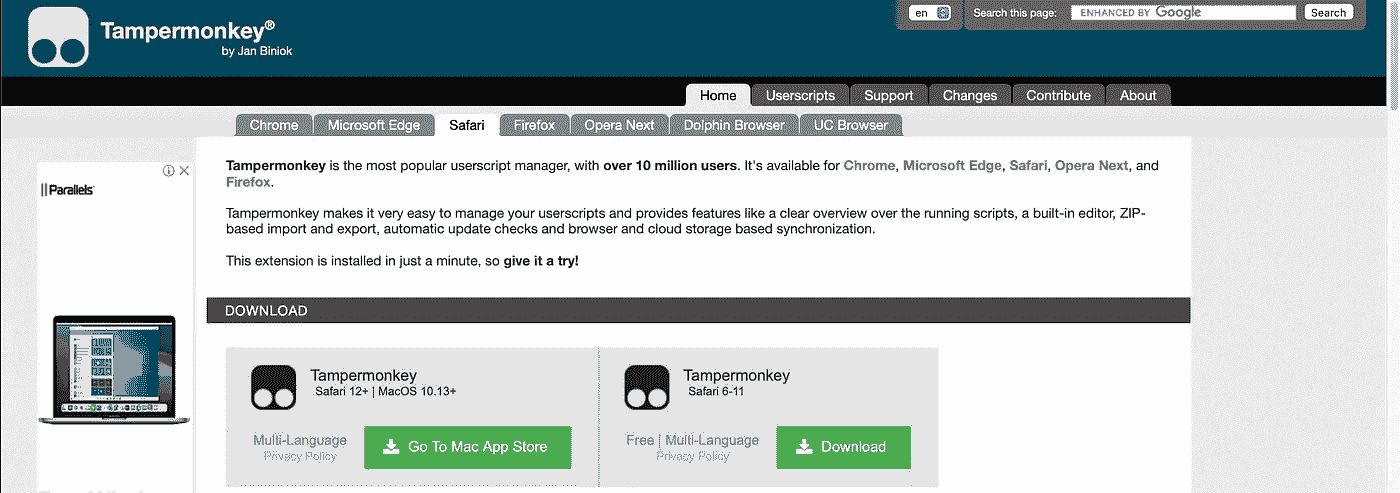 Tampermonkey®
by Jan Biniok
en
Search this page:
ENHANCED BY Google
Search
Home
Userscripts
Support
Changes
Contribute
About
Chrome
Microsoft Edge
Safari
Firefox
Opera Next
Dolphin Browser
UC Browser
Parallels®
Tampermonkey is the most popular userscript manager, with over 10 million users. It's available for Chrome, Microsoft Edge, Safari, Opera Next, and
Firefox.
Tampermonkey makes it very easy to manage your userscripts and provides features like a clear overview over the running scripts, a built-in editor, ZIP-
based import and export, automatic update checks and browser and cloud storage based synchronization.
This extension is installed in just a minute, so give it a try!
DOWNLOAD
Tampermonkey
Safari 12+ | MacOS 10.13+
Multi-Language
Privacy Policy
Go To Mac App Store
Tampermonkey
Safari 6-11
Free | Multi-Language
Privacy Policy
Download